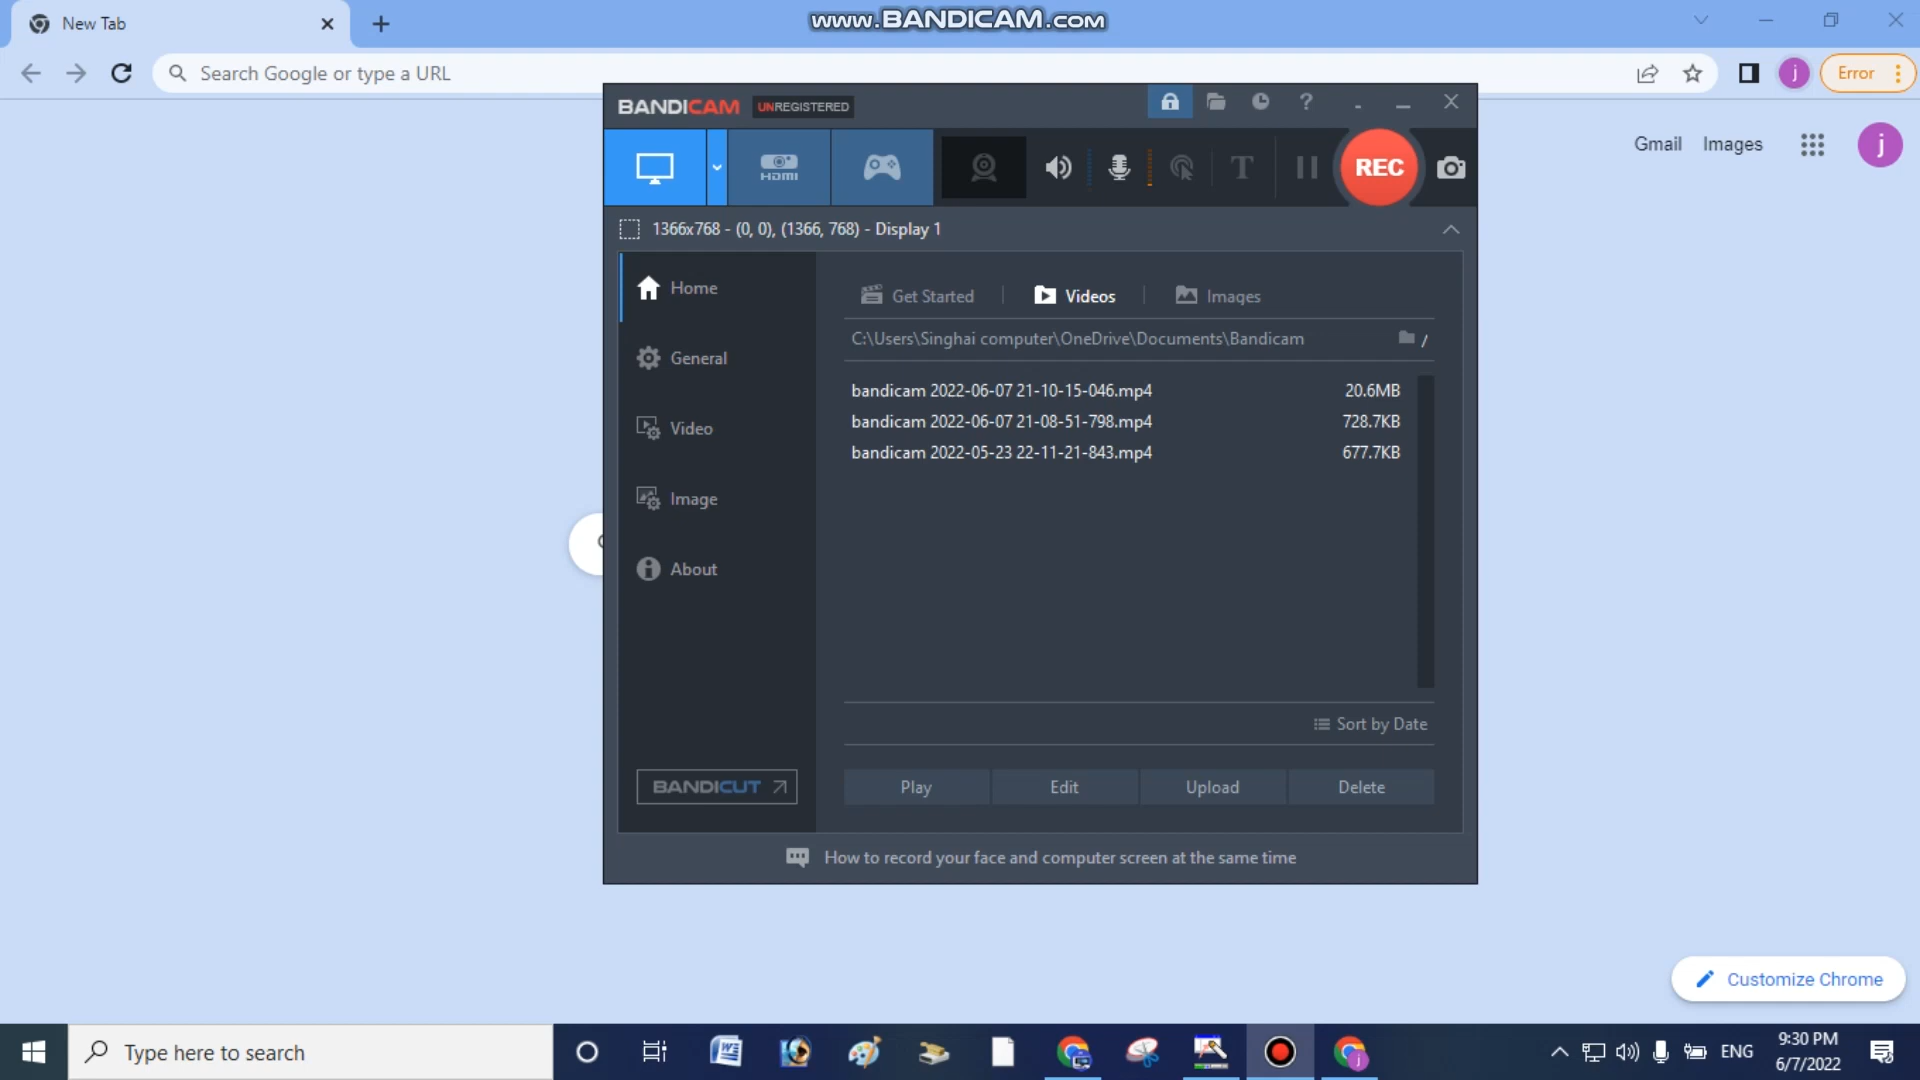 New Tab
www.BANDICAM.com
Search Google or type a URL
j
Error
Gmail
Images
j
BANDICAM UNREGISTERED
?
HDMI
T
REC
1366x768 - (0, 0), (1366, 768) - Display 1
Home
General
Video
Image
About
BANDICUT
Get Started
Videos
Images
C:\Users\Singhai computer\OneDrive\Documents\Bandicam
/
bandicam 2022-06-07 21-10-15-046.mp4 20.6MB
bandicam 2022-06-07 21-08-51-798.mp4 728.7KB
bandicam 2022-05-23 22-11-21-843.mp4 677.7KB
Sort by Date
Play
Edit
Upload
Delete
How to record your face and computer screen at the same time
Customize Chrome
Type here to search
ENG
9:30 PM
6/7/2022